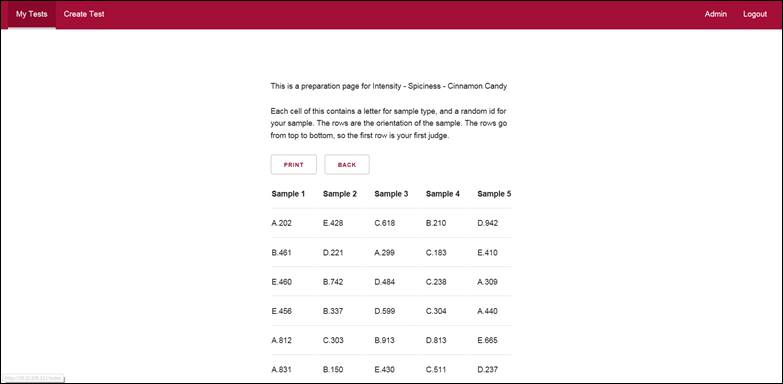 My Tests Create Test Admin Logout
This is a preparation page for Intensity - Spiciness - Cinnamon Candy
Each cell of this contains a letter for sample type, and a random id for
your sample. The rows are the orientation of the sample. The rows go
from top to bottom, so the first row is your first judge.
PRINT BACK
Sample 1 Sample 2 Sample 3 Sample 4 Sample 5
A.202 E.428 C.618 B.210 D.942
B.461 D.221 A.299 C.183 E.410
E.460 B.742 D.484 C.238 A.309
E.456 B.337 D.599 C.304 A.440
A.812 C.303 B.913 D.813 E.665
A.831 B.150 E.430 C.511 D.237